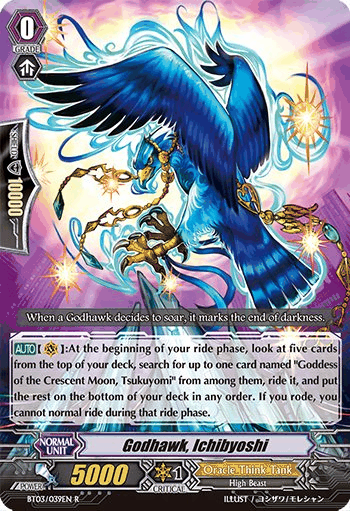 0
GRADE
SHIELD
10000
When a Godhawk decides to soar, it marks the end of darkness.
AUTO【 】:At the beginning of your ride phase, look at five cards
from the top of your deck, search for up to one card named "Goddess
of the Crescent Moon, Tsukuyomi" from among them, ride it, and put
the rest on the bottom of your deck in any order. If you rode, you
cannot normal ride during that ride phase.
NORMAL
UNIT
Godhawk, Ichibyoshi
POWER
5000
1
CRITICAL
Oracle Think Tank
High Beast
BT03/039EN R
ILLUST / コンザワ/モレシャン